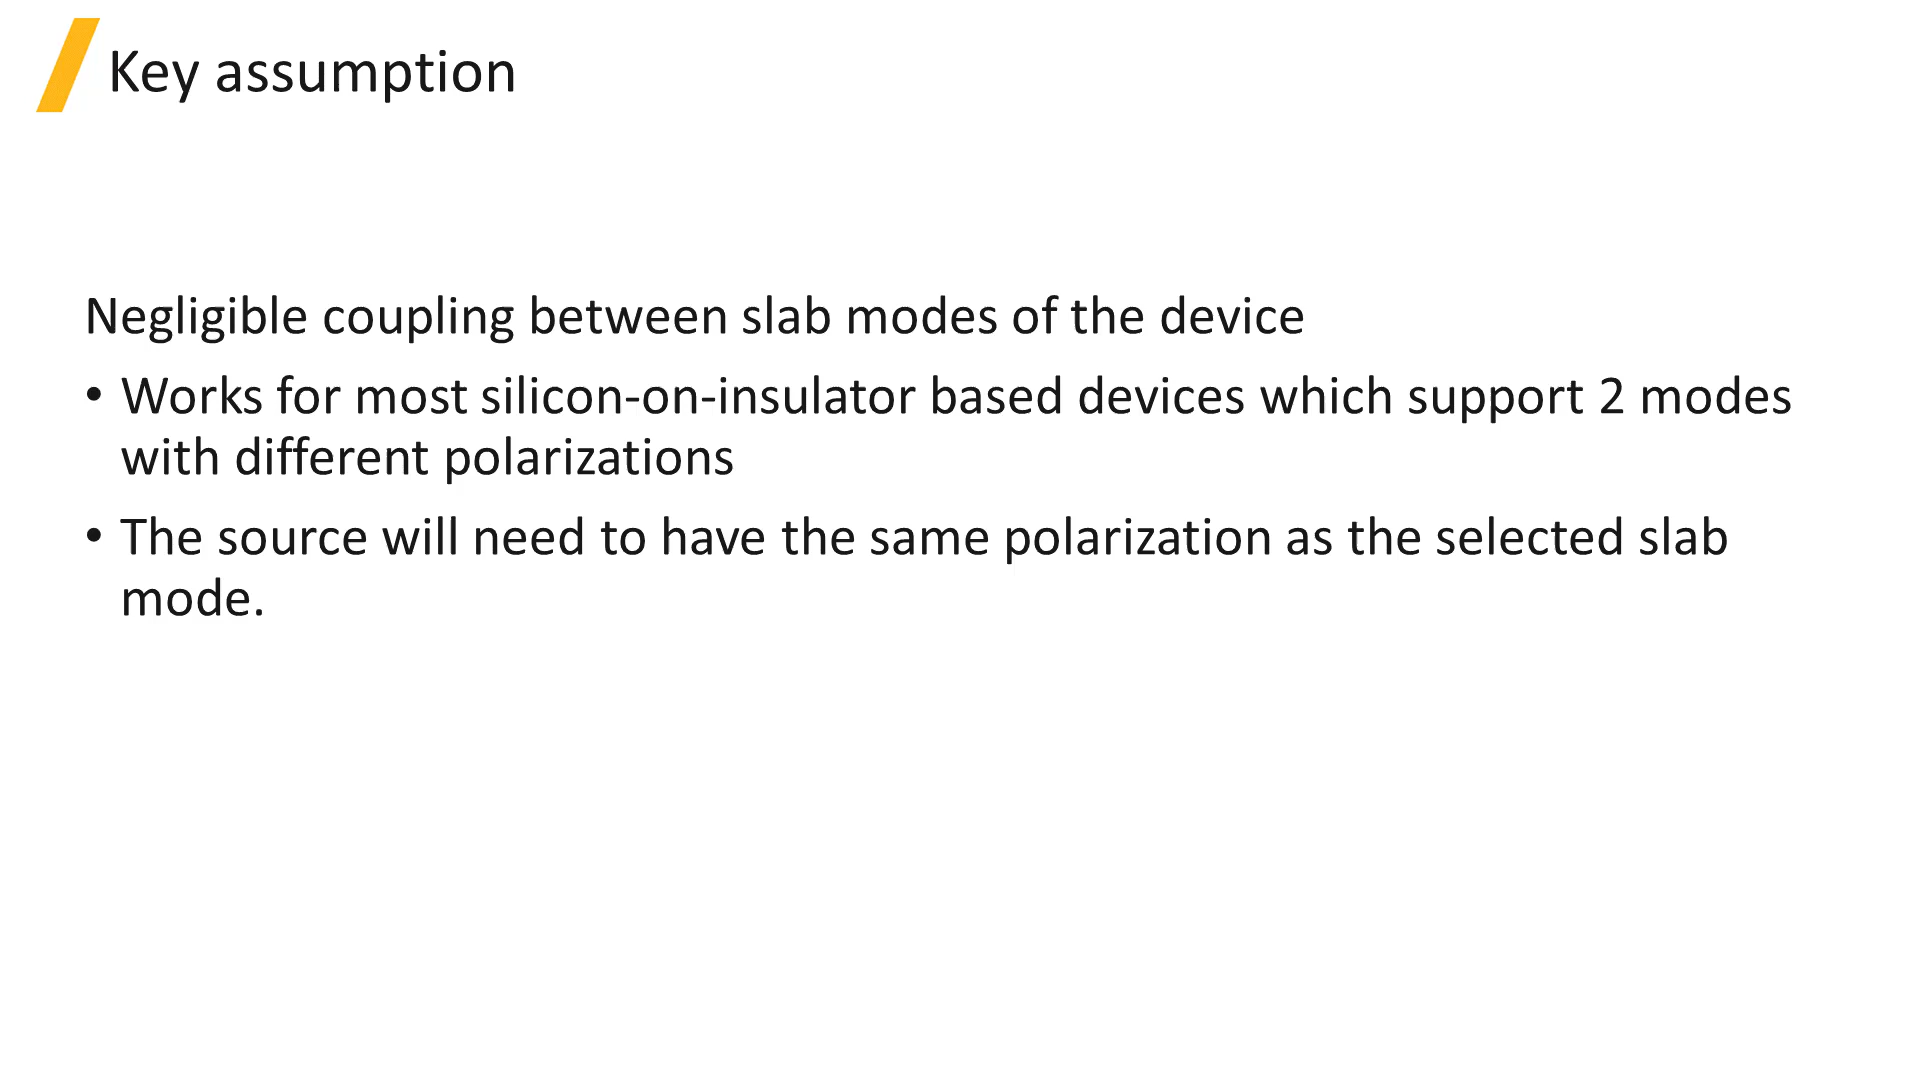 Key assumption
Negligible coupling between slab modes of the device
• Works for most silicon-on-insulator based devices which support 2 modes
with different polarizations
• The source will need to have the same polarization as the selected slab
mode.